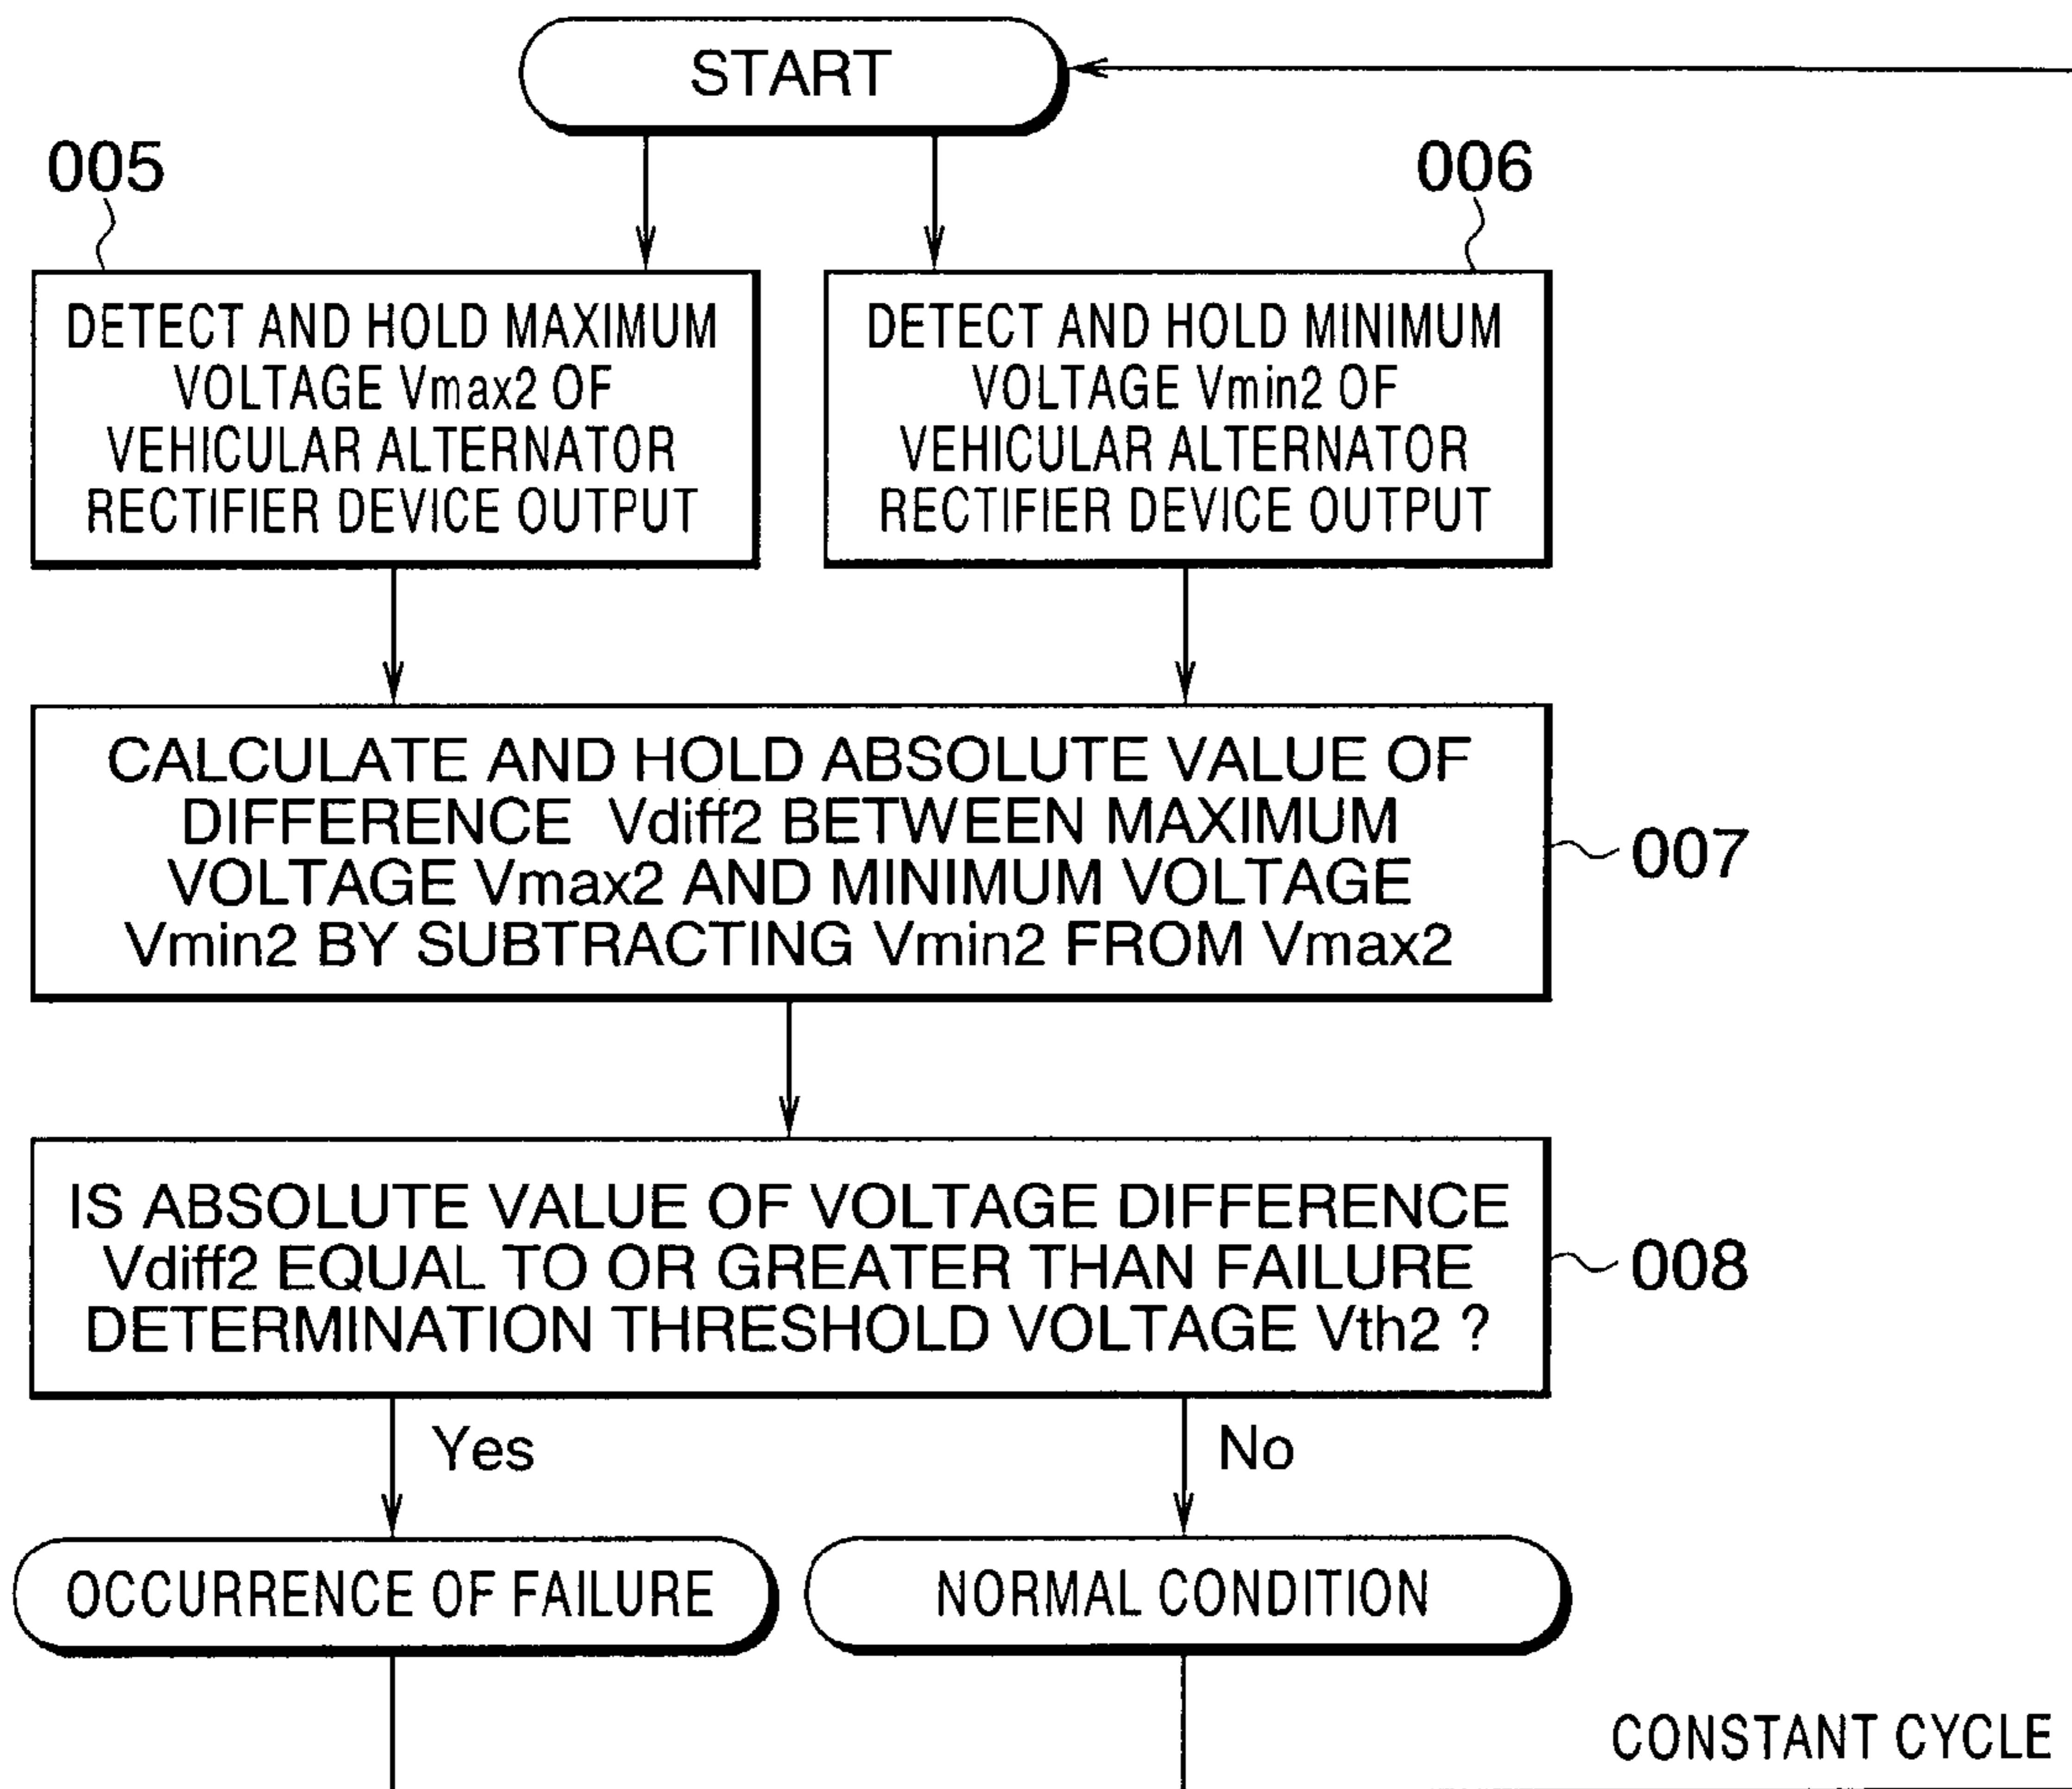 START
005
006
DETECT AND HOLD MAXIMUM
VOLTAGE Vmax2 OF
VEHICULAR ALTERNATOR
RECTIFIER DEVICE OUTPUT
DETECT AND HOLD MINIMUM
VOLTAGE Vmin2 OF
VEHICULAR ALTERNATOR
RECTIFIER DEVICE OUTPUT
CALCULATE AND HOLD ABSOLUTE VALUE OF
DIFFERENCE Vdiff2 BETWEEN MAXIMUM
VOLTAGE Vmax2 AND MINIMUM VOLTAGE
Vmin2 BY SUBTRACTING Vmin2 FROM Vmax2
007
IS ABSOLUTE VALUE OF VOLTAGE DIFFERENCE
Vdiff2 EQUAL TO OR GREATER THAN FAILURE
DETERMINATION THRESHOLD VOLTAGE Vth2 ?
008
Yes
No
OCCURRENCE OF FAILURE
NORMAL CONDITION
CONSTANT CYCLE